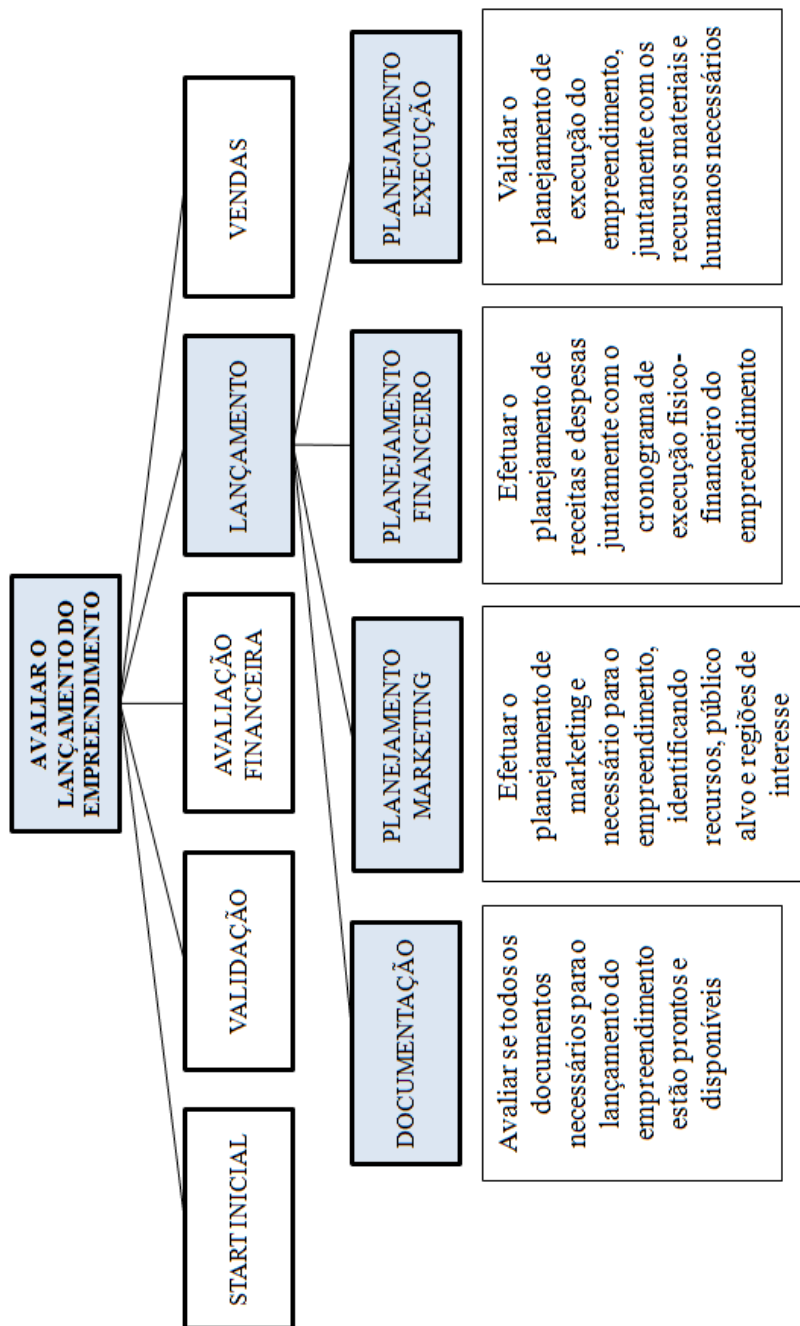 AVALIAR O
LANÇAMENTO DO
EMPREENDIMENTO
START INICIAL
VALIDAÇÃO
AVALIAÇÃO
FINANCEIRA
LANÇAMENTO
VENDAS
DOCUMENTAÇÃO
PLANEJAMENTO
MARKETING
PLANEJAMENTO
FINANCEIRO
PLANEJAMENTO
EXECUÇÃO
Avaliar se todos os
documentos
necessários para o
lançamento do
empreendimento
estão prontos e
disponíveis
Efetuar o
planejamento de
marketing e
necessário para o
empreendimento,
identificando
recursos, público
alvo e regiões de
interesse
Efetuar o
planejamento de
receitas e despesas
juntamente com o
cronograma de
execução fisico-
financeiro do
empreendimento
Validar o
planejamento de
execução do
empreendimento,
juntamente com os
recursos materiais e
humanos necessários